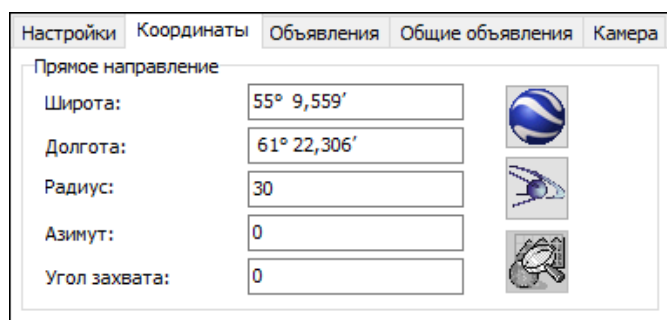 Настройки Координаты Объявления Общие объявления Камера
Прямое направление
Широта: 55° 9,559′
Долгота: 61° 22,306′
Радиус: 30
Азимут: 0
Угол захвата: 0